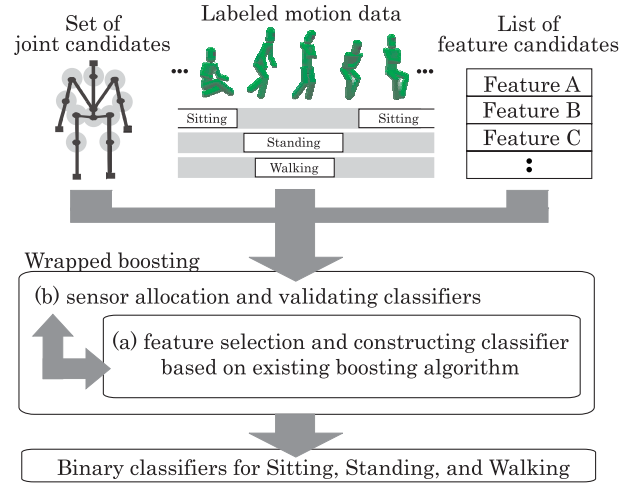 Set of
joint candidates
Labeled motion data
List of
feature candidates
...
...
Sitting
Sitting
Standing
Walking
Feature A
Feature B
Feature C
Wrapped boosting
(b) sensor allocation and validating classifiers
(a) feature selection and constructing classifier
based on existing boosting algorithm
Binary classifiers for Sitting, Standing, and Walking